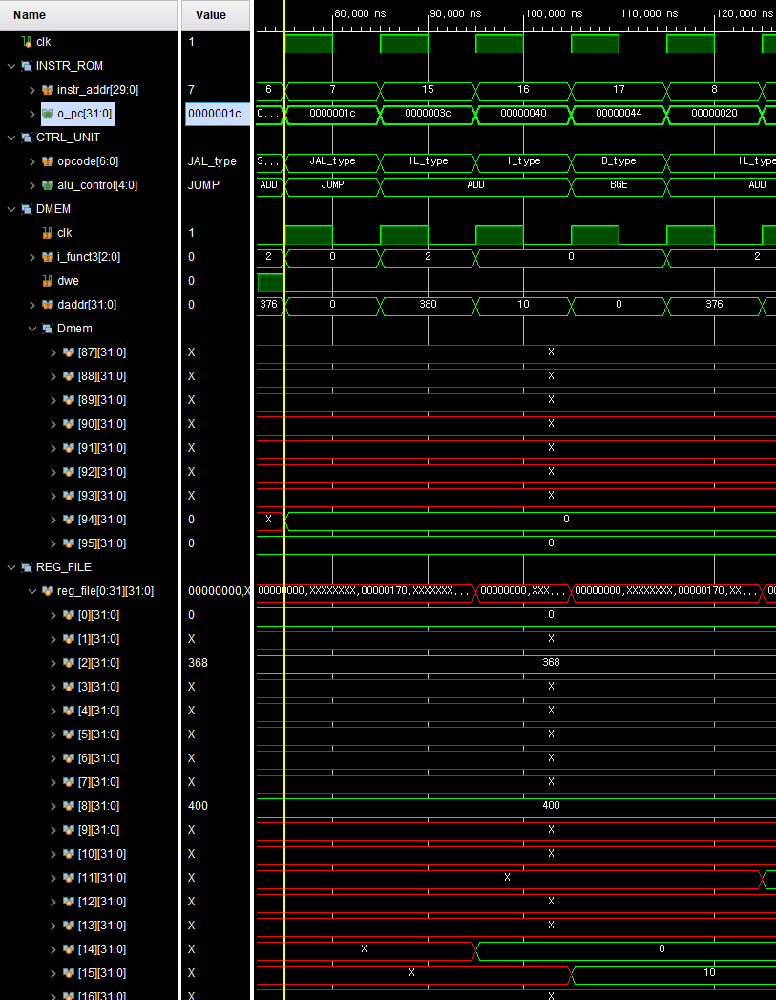 Name Value 80,000 ns 90,000 ns 100,000 ns 110,000 ns 120,000 ns
clk 1
INSTR_ROM
instr_addr[29:0] 7 6 7 15 16 17 8
o_pc[31:0] 0000001c 0... 0000001c 0000003c 00000040 00000044 00000020
CTRL_UNIT
opcode[6:0] JAL_type S... JAL_type IL_type I_type B_type IL_type
alu_control[4:0] JUMP ADD JUMP ADD BGE ADD
DMEM
clk 1
i_funct3[2:0] 0 2 0 2 0 2
dwe 0
daddr[31:0] 0 376 0 380 10 0 376
Dmem
[87][31:0] X X
[88][31:0] X X
[89][31:0] X X
[90][31:0] X X
[91][31:0] X X
[92][31:0] X X
[93][31:0] X X
[94][31:0] 0 X 0
[95][31:0] 0 0
REG_FILE
reg_file[0:31][31:0] 00000000,X 00000000,XXXXXXXX,00000170,XXXXXXX... 00000000,XXX... 00000000,XXXXXXXX,00000170,XX... 00
[0][31:0] 0 0
[1][31:0] X X
[2][31:0] 368 368
[3][31:0] X X
[4][31:0] X X
[5][31:0] X X
[6][31:0] X X
[7][31:0] X X
[8][31:0] 400 400
[9][31:0] X X
[10][31:0] X X
[11][31:0] X X
[12][31:0] X X
[13][31:0] X X
[14][31:0] X X 0
[15][31:0] X X 10
[16][31:0] X X